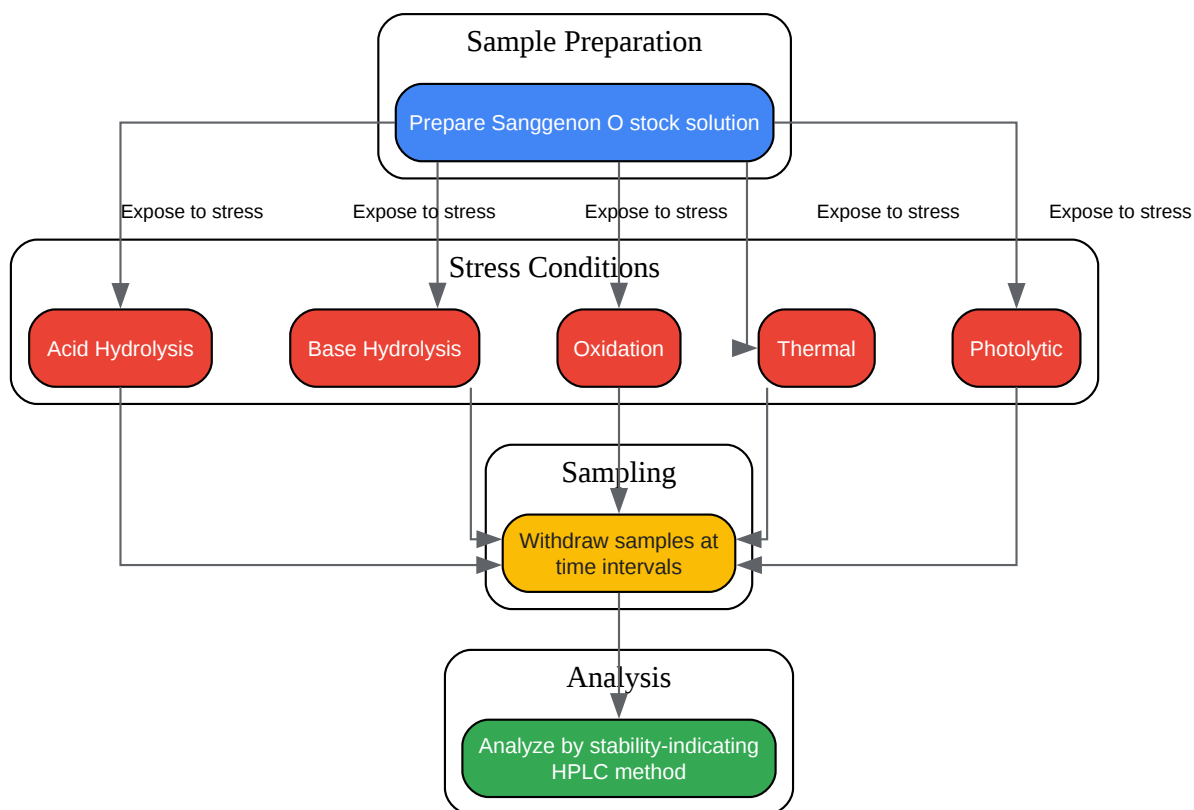 Sample Preparation
Prepare Sanggenon O stock solution
Expose to stress
Expose to stress
Expose to stress
Expose to stress
Expose to stress
Stress Conditions
Acid Hydrolysis
Base Hydrolysis
Oxidation
Thermal
Photolytic
Sampling
Withdraw samples at
time intervals
Analysis
Analyze by stability-indicating
HPLC method